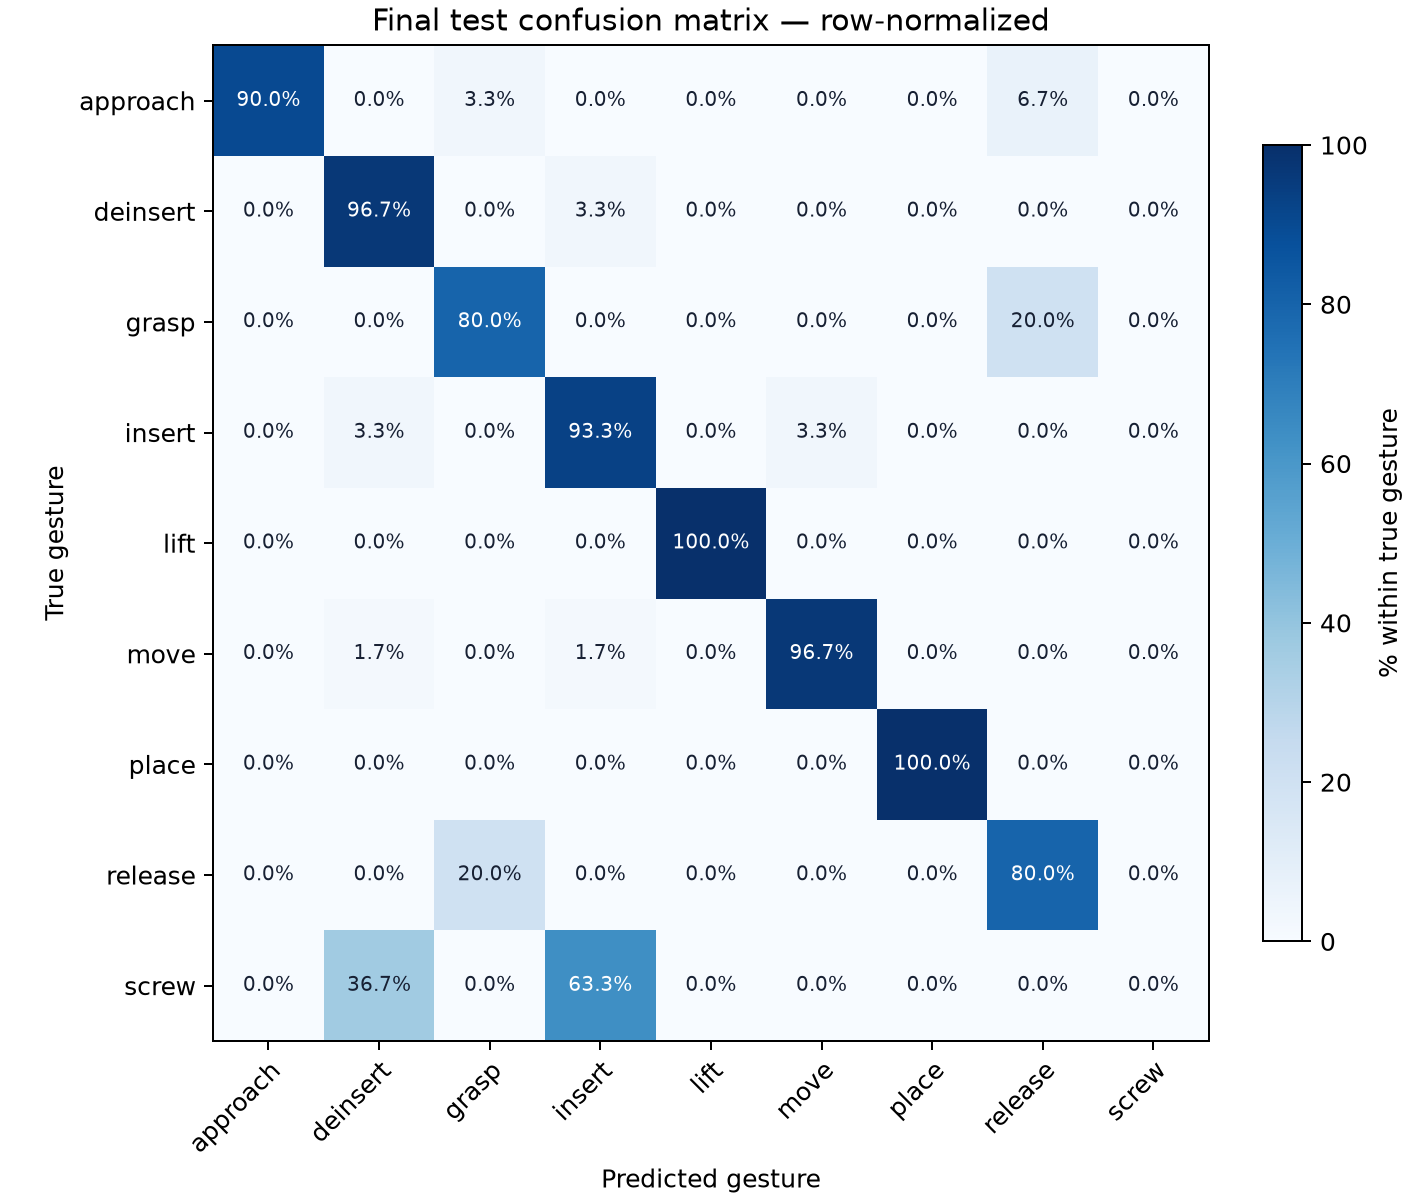 Final test confusion matrix — row-normalized
approach 90.0% 0.0% 3.3% 0.0% 0.0% 0.0% 0.0% 6.7% 0.0%
deinsert 0.0% 96.7% 0.0% 3.3% 0.0% 0.0% 0.0% 0.0% 0.0%
grasp 0.0% 0.0% 80.0% 0.0% 0.0% 0.0% 0.0% 20.0% 0.0%
insert 0.0% 3.3% 0.0% 93.3% 0.0% 3.3% 0.0% 0.0% 0.0%
lift 0.0% 0.0% 0.0% 0.0% 100.0% 0.0% 0.0% 0.0% 0.0%
move 0.0% 1.7% 0.0% 1.7% 0.0% 96.7% 0.0% 0.0% 0.0%
place 0.0% 0.0% 0.0% 0.0% 0.0% 0.0% 100.0% 0.0% 0.0%
release 0.0% 0.0% 20.0% 0.0% 0.0% 0.0% 0.0% 80.0% 0.0%
screw 0.0% 36.7% 0.0% 63.3% 0.0% 0.0% 0.0% 0.0% 0.0%
approach deinsert grasp insert lift move place release screw
Predicted gesture
True gesture
100
80
60
40
20
0
% within true gesture